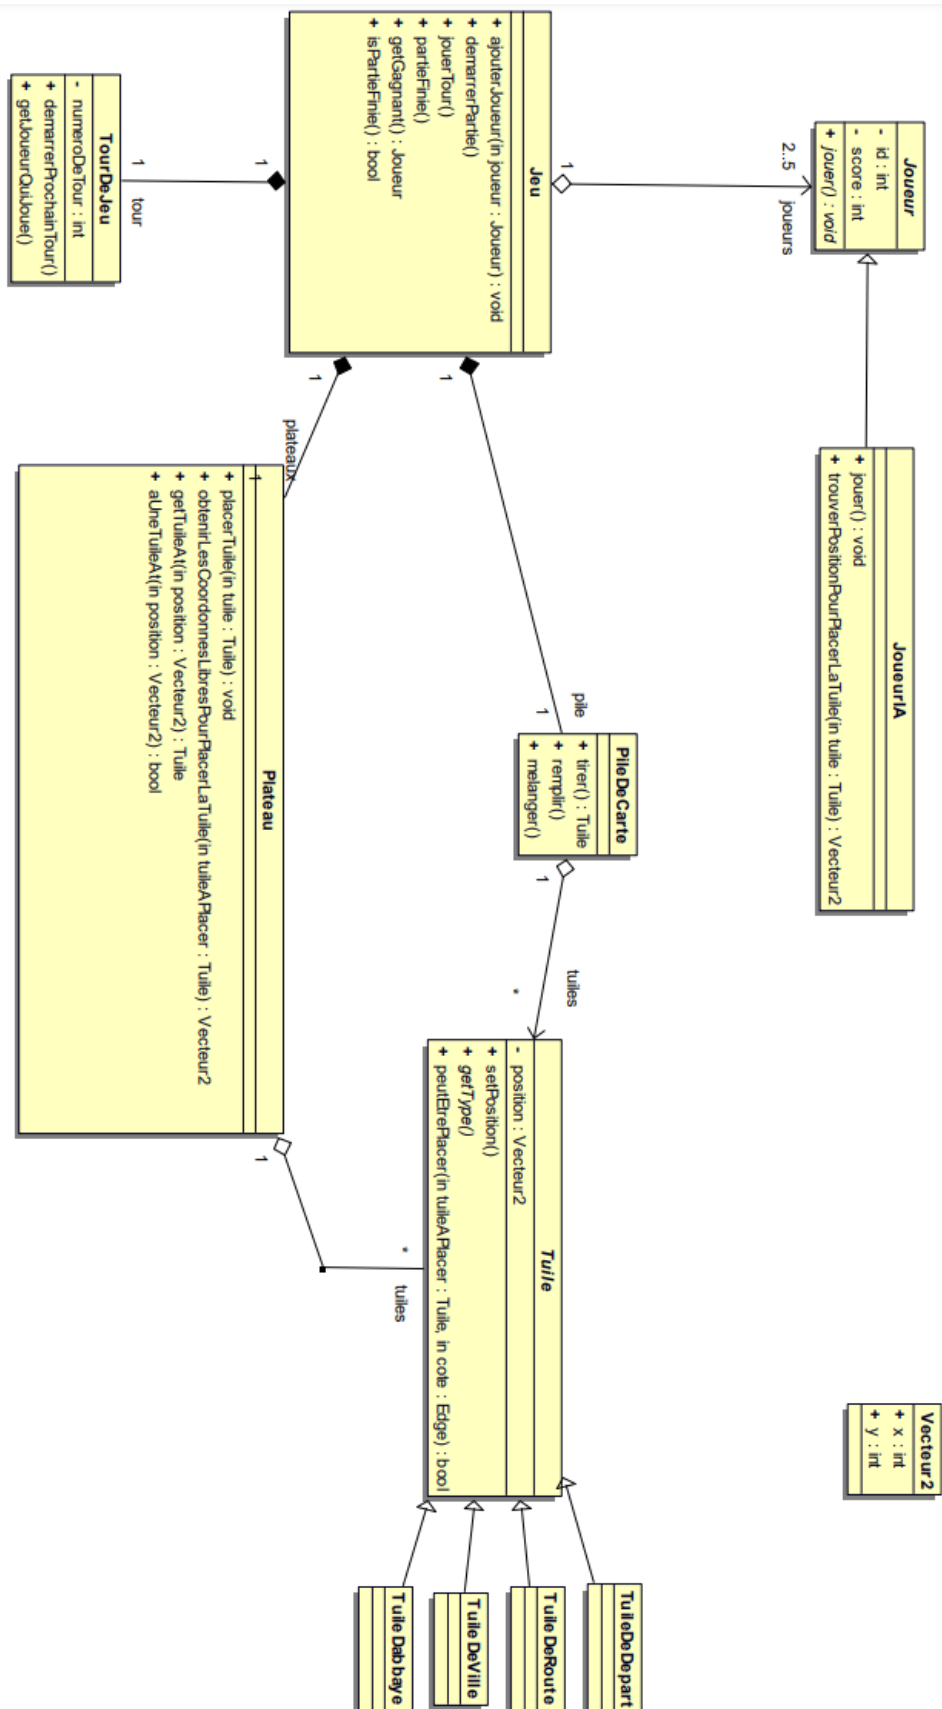 Joueur
- id : int
- score : int
+ jouer() : void
JoueurIA
+ jouer() : void
+ trouverPositionPourPlacerLaTuile(in tuile : Tuile) : Vecteur2
Vecteur2
+ x : int
+ y : int
2..5
joueurs
1
Jeu
+ ajouterJoueur(in joueur : Joueur) : void
+ demarrerPartie()
+ jouerTour()
+ partieFinie()
+ getGagnant() : Joueur
+ isPartieFinie() : bool
1
1
1
pile
1
PileDeCarte
+ tirer() : Tuile
+ remplir()
+ melanger()
1
tuiles
*
Tuile
- position : Vecteur2
+ setPosition()
+ getType()
+ peutEtrePlacer(in tuileAPlacer : Tuile, in cote : Edge) : bool
TuileDeDepart
TuileDeRoute
TuileDeVille
TuileDabbaye
plateaux
1
1
tour
TourDeJeu
- numeroDeTour : int
+ demarrerProchainTour()
+ getJoueurQuiJoue()
Plateau
+ placerTuile(in tuile : Tuile) : void
+ obtenirLesCoordonnesLibresPourPlacerLaTuile(in tuileAPlacer : Tuile) : Vecteur2
+ getTuileAt(in position : Vecteur2) : Tuile
+ aUneTuileAt(in position : Vecteur2) : bool
1
*
tuiles